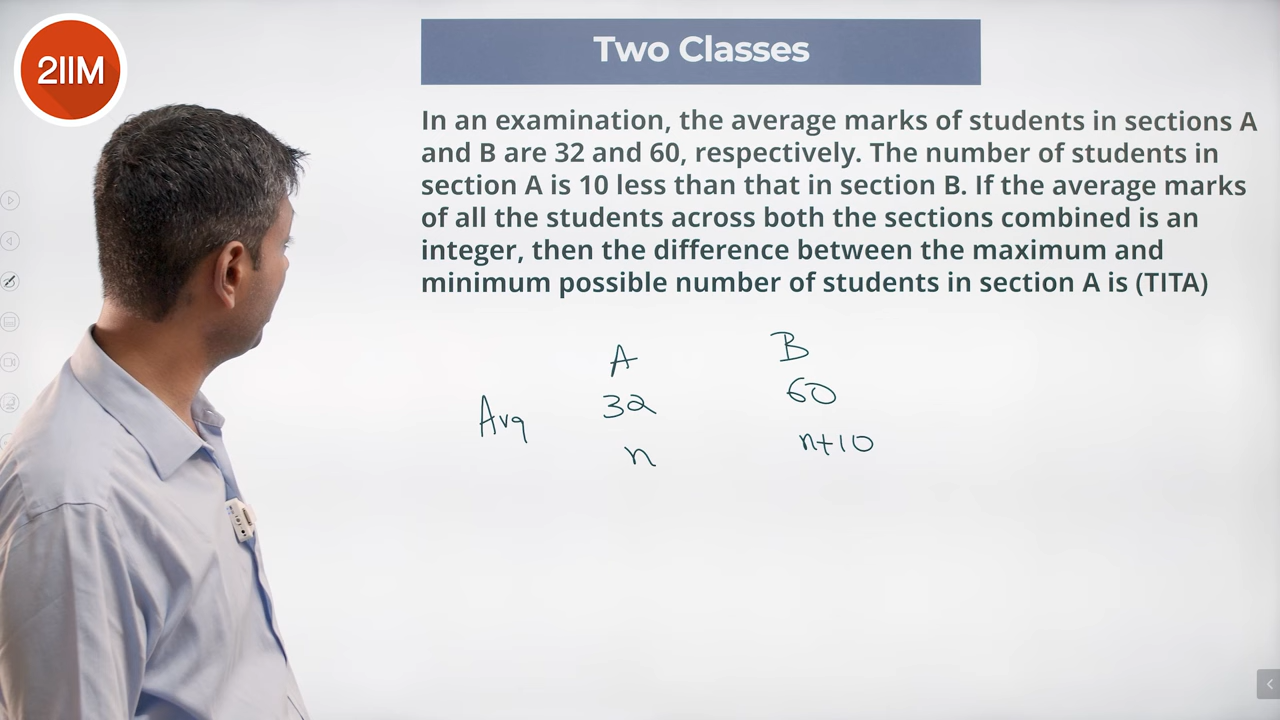 2IIM
Two Classes
In an examination, the average marks of students in sections A
and B are 32 and 60, respectively. The number of students in
section A is 10 less than that in section B. If the average marks
of all the students across both the sections combined is an
integer, then the difference between the maximum and
minimum possible number of students in section A is (TITA)
A B
Avg 32 60
n n+10